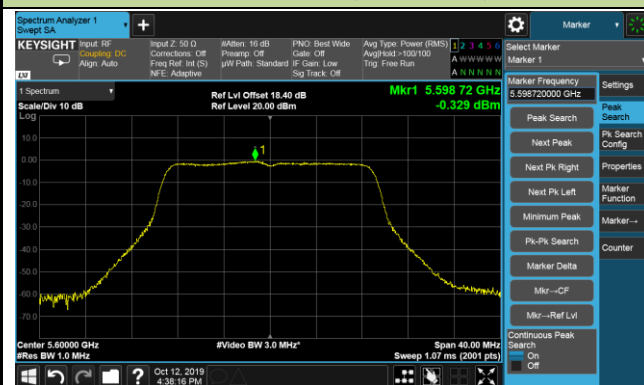 Spectrum Analyzer 1
Swept SA
Marker
KEYSIGHT
Input: RF
Coupling: DC
Align: Auto
Input Z: 50 Ω
Corrections: Off
Freq Ref: Int (S)
NFE: Adaptive
#Atten: 16 dB
Preamp: Off
µW Path: Standard
PNO: Best Wide
Gate: Off
IF Gain: Low
Sig Track: Off
Avg Type: Power (RMS)
Avg|Hold:>100/100
Trig: Free Run
1 2 3 4 5 6
A W W W W W
A N N N N N
LXI
Select Marker
Marker 1
1 Spectrum
Scale/Div 10 dB
Log
Ref Lvl Offset 18.40 dB
Ref Level 20.00 dBm
Mkr1 5.598 72 GHz
-0.329 dBm
1
10.0
0.00
-10.0
-20.0
-30.0
-40.0
-50.0
-60.0
-70.0
Center 5.60000 GHz
#Res BW 1.0 MHz
#Video BW 3.0 MHz*
Span 40.00 MHz
Sweep 1.07 ms (2001 pts)
Marker Frequency
5.598720000 GHz
Peak Search
Next Peak
Next Pk Right
Next Pk Left
Minimum Peak
Pk-Pk Search
Marker Delta
Mkr→CF
Mkr→Ref Lvl
Continuous Peak
Search
On
Off
Settings
Peak
Search
Pk Search
Config
Properties
Marker
Function
Marker→
Counter
?
Oct 12, 2019
4:38:16 PM